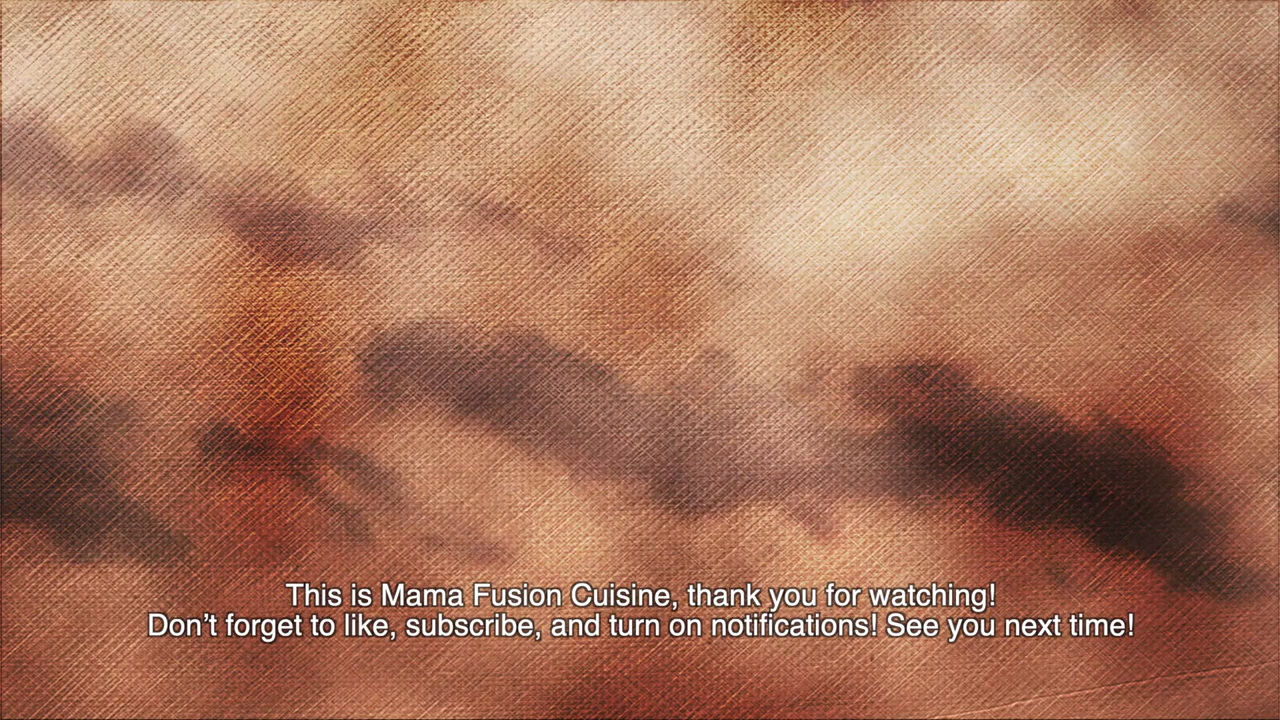 This is Mama Fusion Cuisine, thank you for watching!
Don’t forget to like, subscribe, and turn on notifications! See you next time!